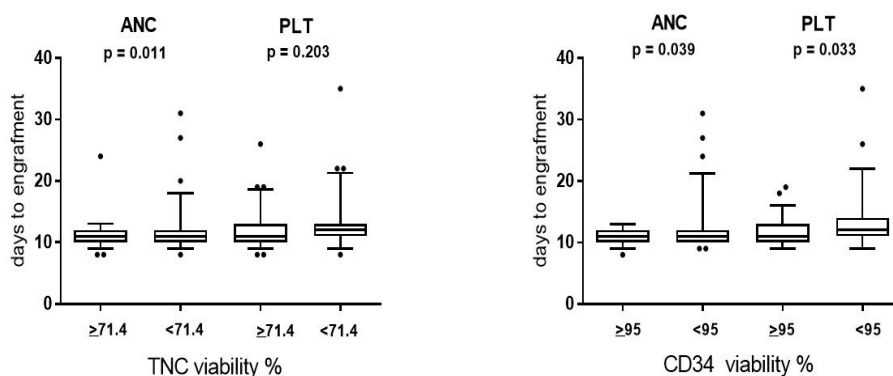 ANC PLT
p = 0.011 p = 0.203
days to engrafment
40
30
20
10
0
≥71.4 <71.4 ≥71.4 <71.4
TNC viability %
ANC PLT
p = 0.039 p = 0.033
days to engrafment
40
30
20
10
0
≥95 <95 ≥95 <95
CD34 viability %